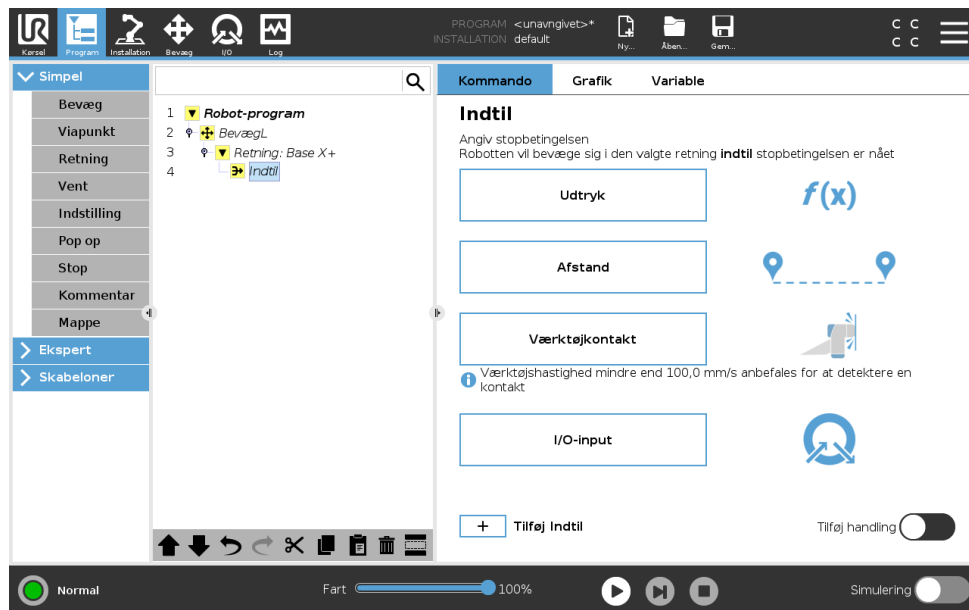 PROGRAM <unavngivet>*
INSTALLATION default
Kørsel Program Installation Bevæg I/O Log Ny... Åben... Gem...
C C
C C
Simpel
Bevæg
Viapunkt
Retning
Vent
Indstilling
Pop op
Stop
Kommentar
Mappe
Ekspert
Skabeloner
1 Robot-program
2 BevægL
3 Retning: Base X+
4 Indtil
Kommando Grafik Variable
Indtil
Angiv stopbetingelsen
Robotten vil bevæge sig i den valgte retning indtil stopbetingelsen er nået
Udtryk f(x)
Afstand
Værktøjkontakt
Værktøjshastighed mindre end 100,0 mm/s anbefales for at detektere en
kontakt
I/O-input
+ Tilføj Indtil Tilføj handling
Normal Fart 100% Simulering